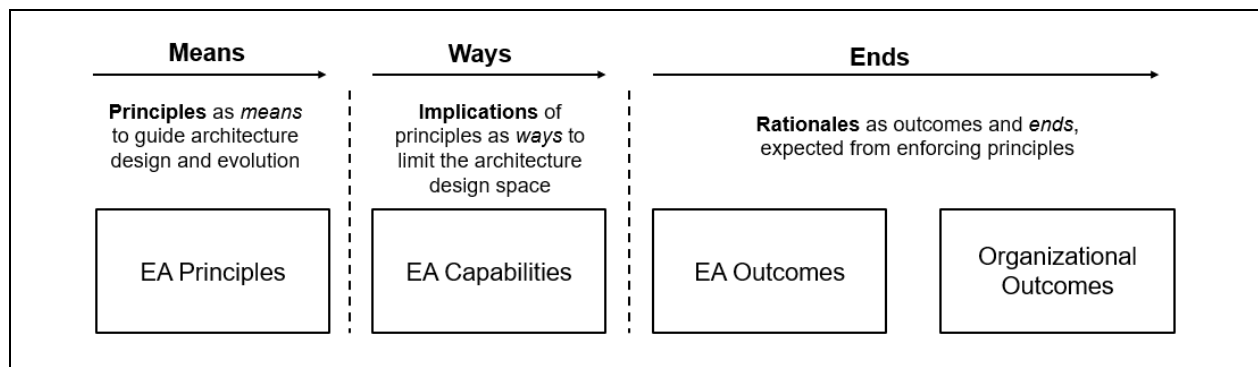 Means
Principles as means
to guide architecture
design and evolution
EA Principles
Ways
Implications of
principles as ways to
limit the architecture
design space
EA Capabilities
Ends
Rationales as outcomes and ends,
expected from enforcing principles
EA Outcomes
Organizational
Outcomes